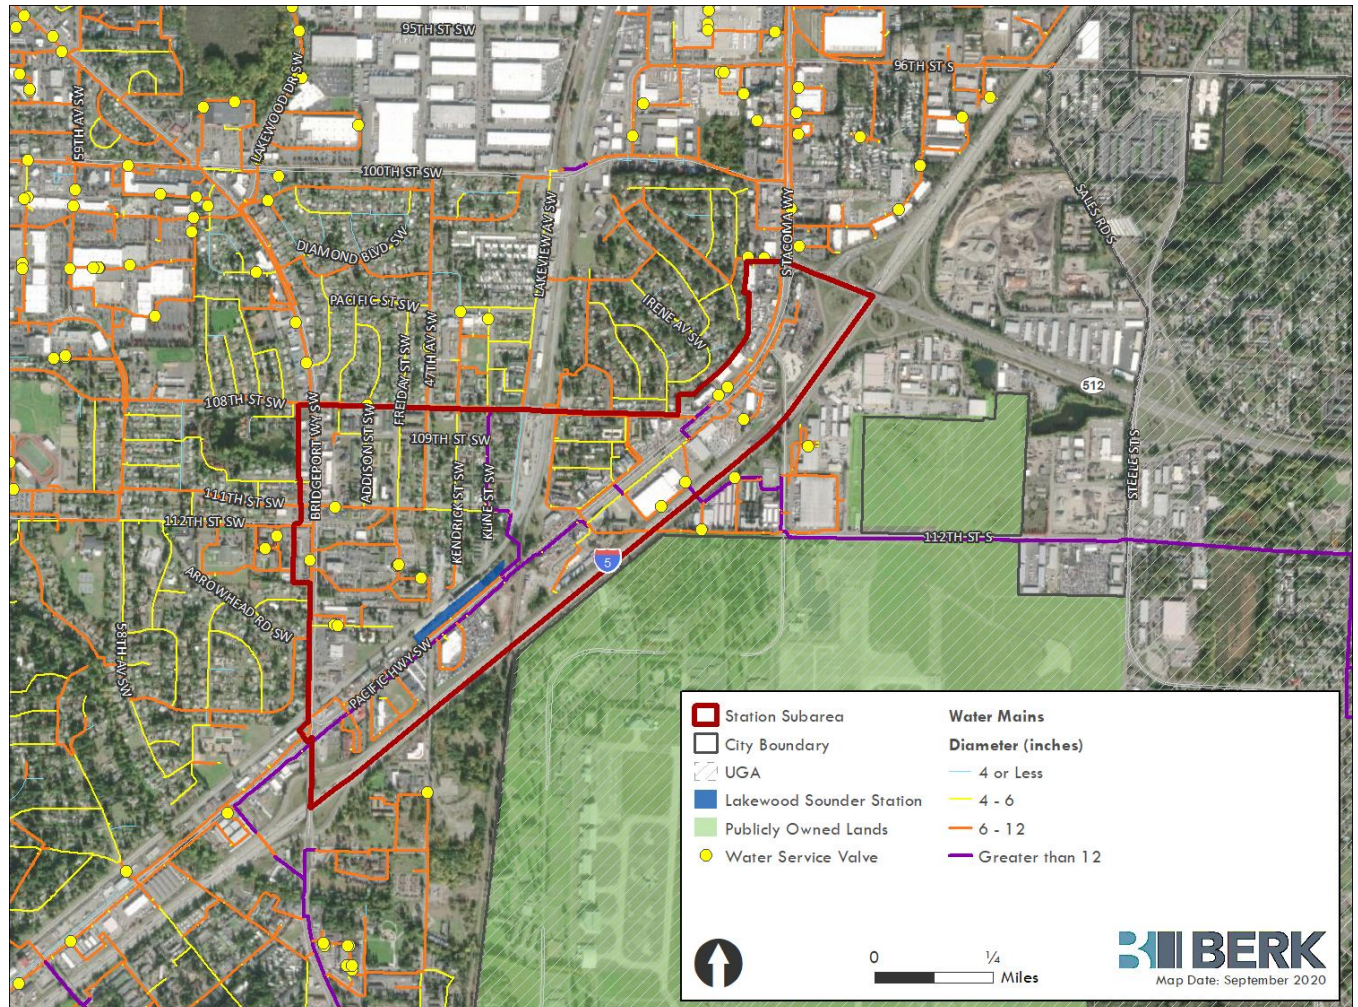 95TH ST SW
96TH ST S
59TH AV SW
LAKEWOOD DR SW
100TH ST SW
SALES RD S
LAKEVIEW AV SW
DIAMOND BLVD SW
S TACOMA WY
PACIFIC ST SW
IRENE AV SW
47TH AV SW
FREIDAY ST SW
512
108TH ST SW
BRIDGEPORT WY SW
ADDISON ST SW
109TH ST SW
STEELE ST S
111TH ST SW
112TH ST SW
KENDRICK ST SW
KLINE ST SW
112TH ST S
5
ARROWHEAD RD SW
58TH AV SW
PACIFIC HWY SW
Station Subarea
City Boundary
UGA
Lakewood Sounder Station
Publicly Owned Lands
Water Service Valve
Water Mains
Diameter (inches)
4 or Less
4 - 6
6 - 12
Greater than 12
0 ¼
Miles
BERK
Map Date: September 2020